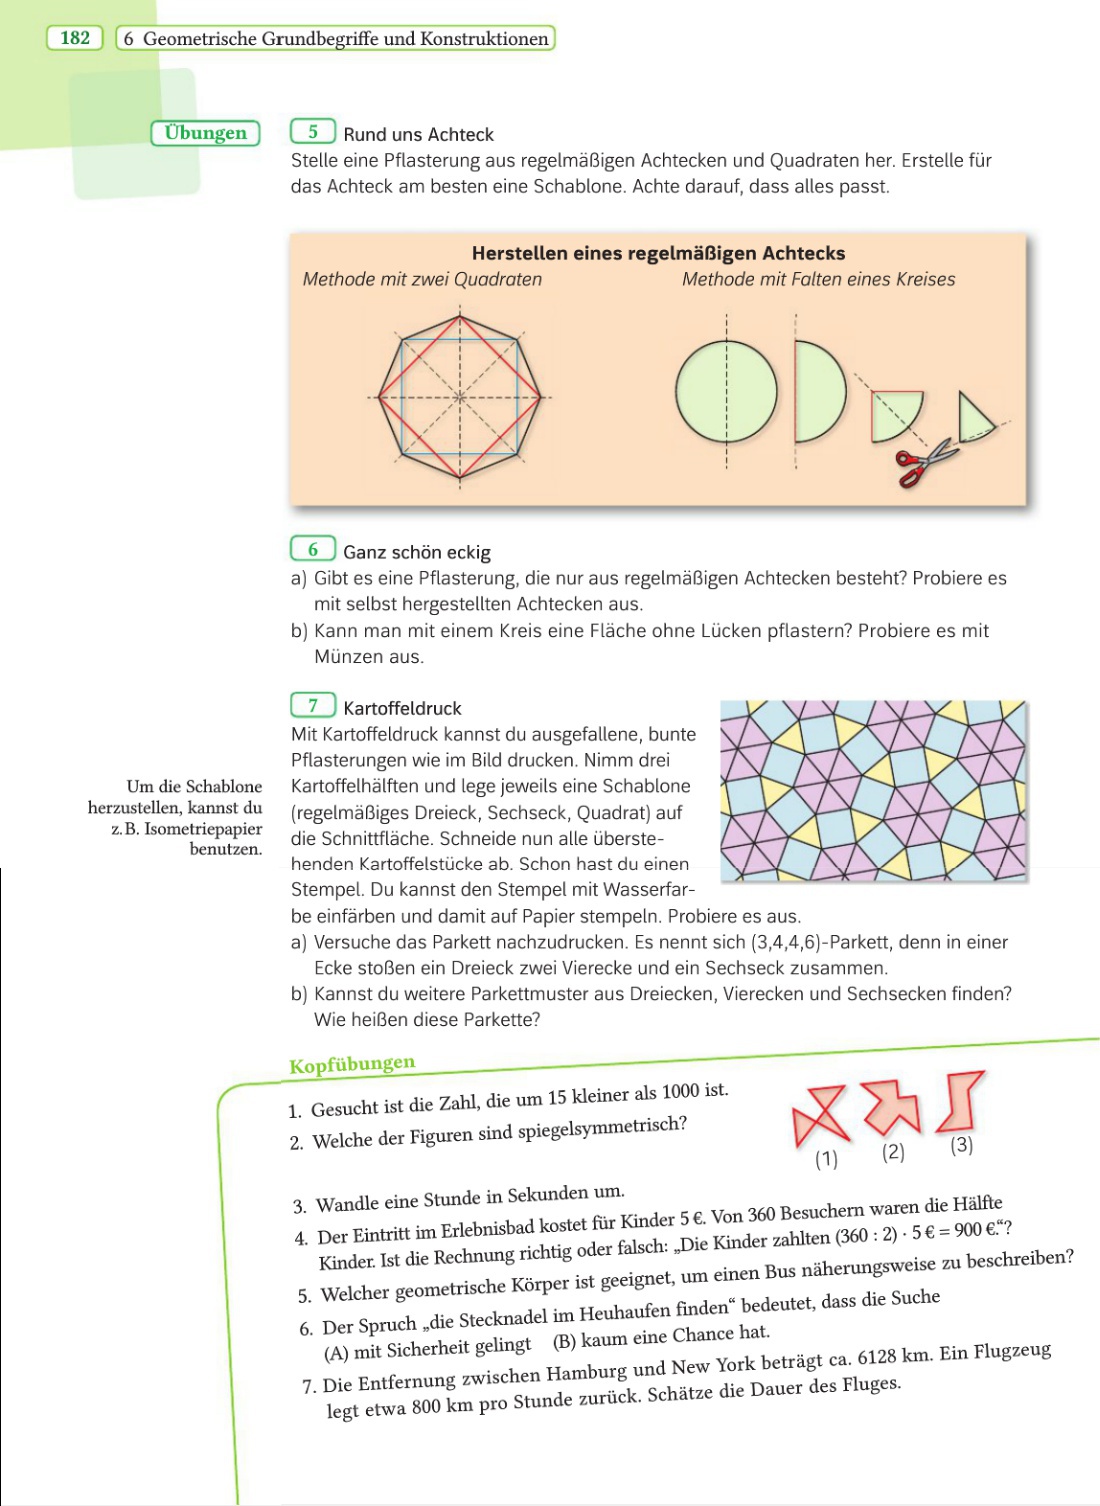 182 6 Geometrische Grundbegriffe und Konstruktionen
Übungen
5 Rund uns Achteck
Stelle eine Pflasterung aus regelmäßigen Achtecken und Quadraten her. Erstelle für
das Achteck am besten eine Schablone. Achte darauf, dass alles passt.
Herstellen eines regelmäßigen Achtecks
Methode mit zwei Quadraten
Methode mit Falten eines Kreises
6 Ganz schön eckig
a) Gibt es eine Pflasterung, die nur aus regelmäßigen Achtecken besteht? Probiere es
mit selbst hergestellten Achtecken aus.
b) Kann man mit einem Kreis eine Fläche ohne Lücken pflastern? Probiere es mit
Münzen aus.
7 Kartoffeldruck
Mit Kartoffeldruck kannst du ausgefallene, bunte
Pflasterungen wie im Bild drucken. Nimm drei
Kartoffelhälften und lege jeweils eine Schablone
(regelmäßiges Dreieck, Sechseck, Quadrat) auf
die Schnittfläche. Schneide nun alle überste-
henden Kartoffelstücke ab. Schon hast du einen
Stempel. Du kannst den Stempel mit Wasserfar-
be einfärben und damit auf Papier stempeln. Probiere es aus.
Um die Schablone
herzustellen, kannst du
z. B. Isometriepapier
benutzen.
a) Versuche das Parkett nachzudrucken. Es nennt sich (3,4,4,6)-Parkett, denn in einer
Ecke stoßen ein Dreieck zwei Vierecke und ein Sechseck zusammen.
b) Kannst du weitere Parkettmuster aus Dreiecken, Vierecken und Sechsecken finden?
Wie heißen diese Parkette?
Kopfübungen
1. Gesucht ist die Zahl, die um 15 kleiner als 1000 ist.
2. Welche der Figuren sind spiegelsymmetrisch?
(1) (2) (3)
3. Wandle eine Stunde in Sekunden um.
4. Der Eintritt im Erlebnisbad kostet für Kinder 5 €. Von 360 Besuchern waren die Hälfte
Kinder. Ist die Rechnung richtig oder falsch: „Die Kinder zahlten (360 : 2) · 5 € = 900 €.“?
5. Welcher geometrische Körper ist geeignet, um einen Bus näherungsweise zu beschreiben?
6. Der Spruch „die Stecknadel im Heuhaufen finden“ bedeutet, dass die Suche
(A) mit Sicherheit gelingt (B) kaum eine Chance hat.
7. Die Entfernung zwischen Hamburg und New York beträgt ca. 6128 km. Ein Flugzeug
legt etwa 800 km pro Stunde zurück. Schätze die Dauer des Fluges.